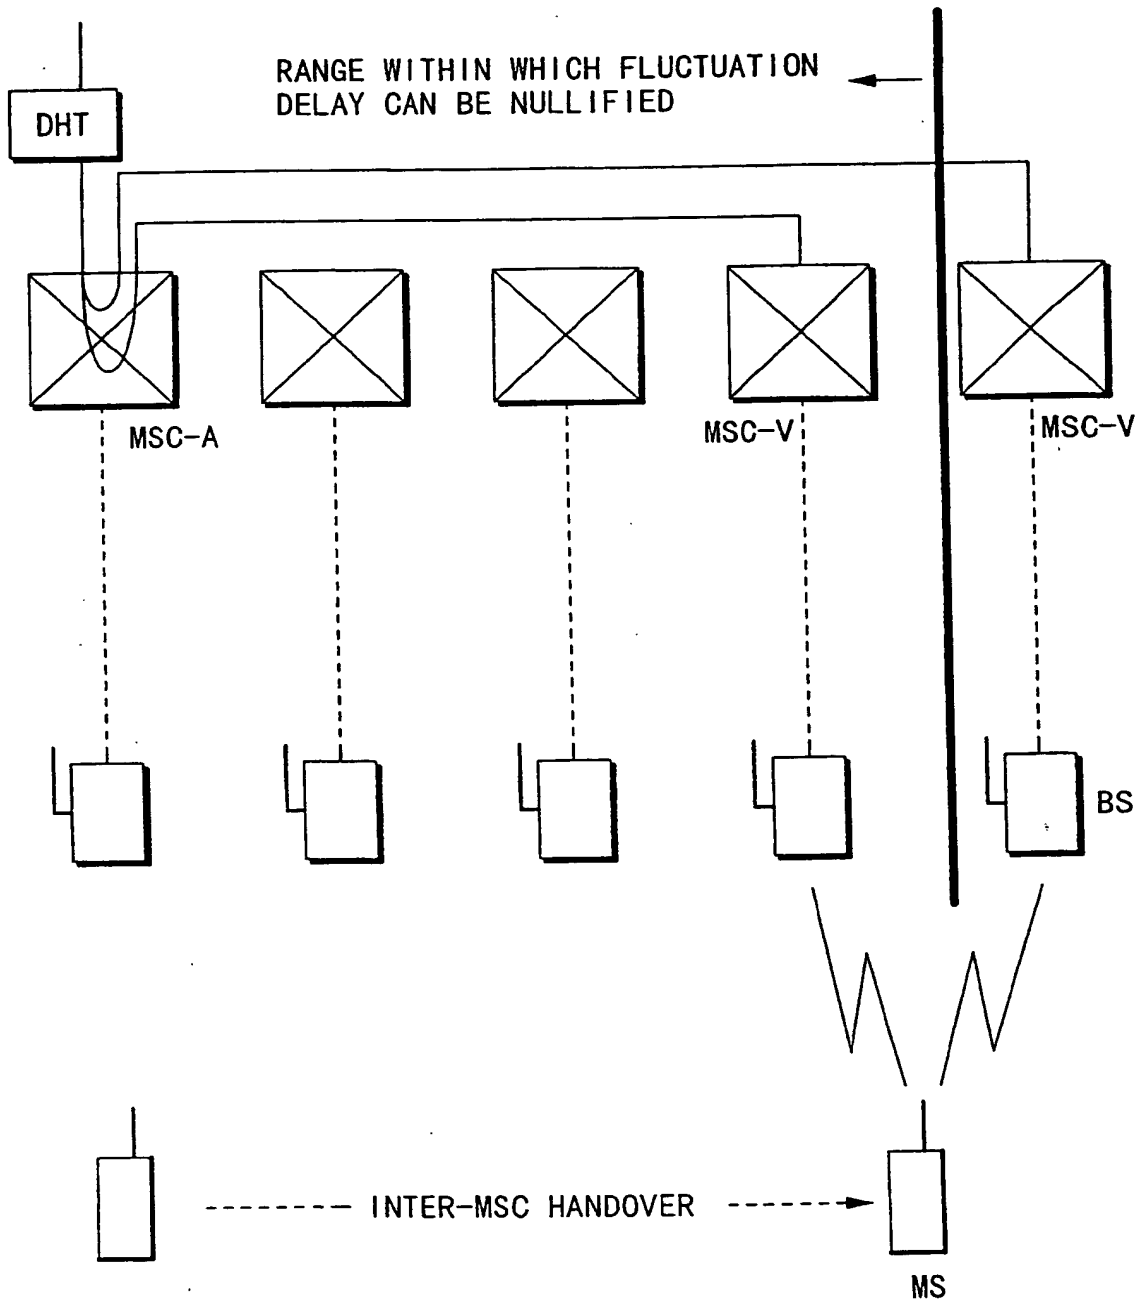 RANGE WITHIN WHICH FLUCTUATION
DELAY CAN BE NULLIFIED
DHT
MSC-A
MSC-V
MSC-V
BS
INTER-MSC HANDOVER
MS